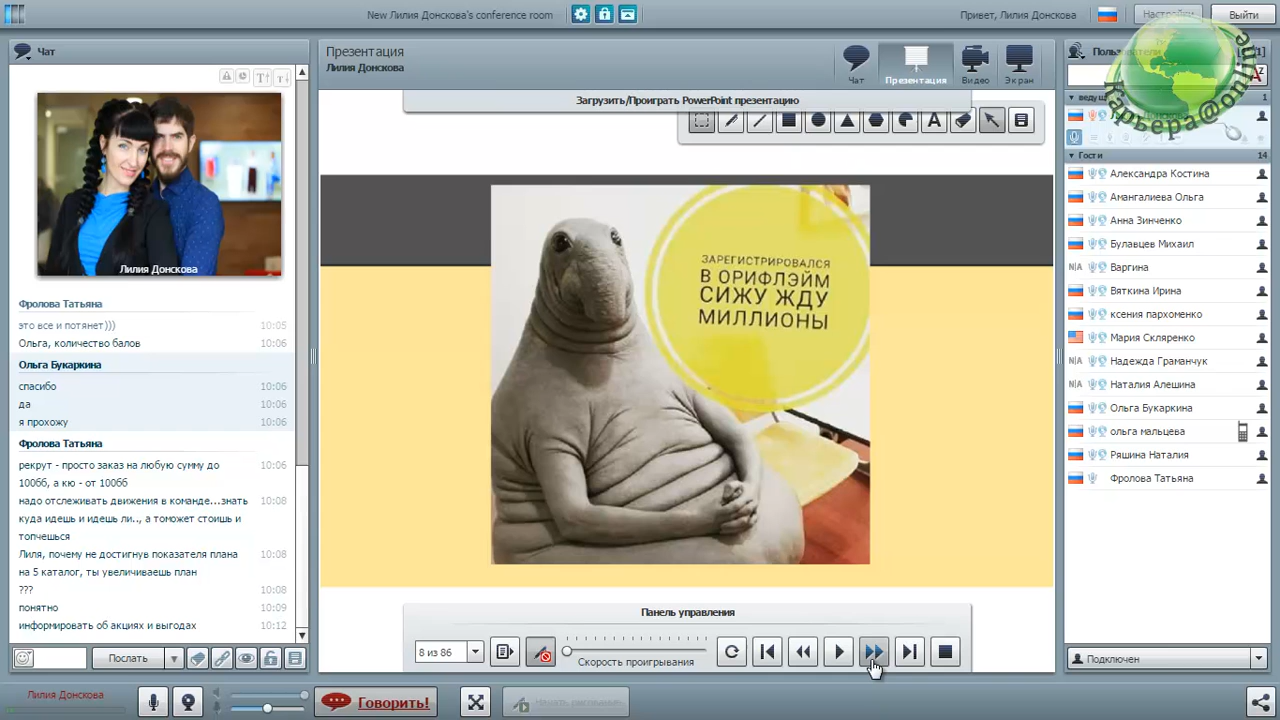 New Лилия Донскова's conference room
Привет, Лилия Донскова
Настройки
Выйти
Чат
Лилия Донскова
Фролова Татьяна
это все и потянет)))
10:05
Ольга, количество балов
10:06
Ольга Букаркина
спасибо
10:06
да
10:06
я прохожу
10:06
Фролова Татьяна
рекрут - просто заказ на любую сумму до
10:06
100бб, а кю - от 100бб
надо отслеживать движения в команде...знать
10:08
куда идешь и идешь ли.., а томожет стоишь и
топчешься
Лиля, почему не достигнув показателя плана
10:08
на 5 каталог, ты увеличиваешь план
???
10:08
понятно
10:09
информировать об акциях и выгодах
10:12
Послать
Презентация
Лилия Донскова
Чат
Презентация
Видео
Экран
Загрузить/Проиграть PowerPoint презентацию
ЗАРЕГИСТРИРОВАЛСЯ
В ОРИФЛЭЙМ
СИЖУ ЖДУ
МИЛЛИОНЫ
Панель управления
8 из 86
Скорость проигрывания
Карьера@online
1
Гости
14
Александра Костина
Амангалиева Ольга
Анна Зинченко
Булавцев Михаил
N|A
Варгина
Вяткина Ирина
ксения пархоменко
Мария Скляренко
N|A
Надежда Граманчук
N|A
Наталия Алешина
Ольга Букаркина
ольга мальцева
Ряшина Наталия
Фролова Татьяна
Подключен
Лилия Донскова
Говорить!